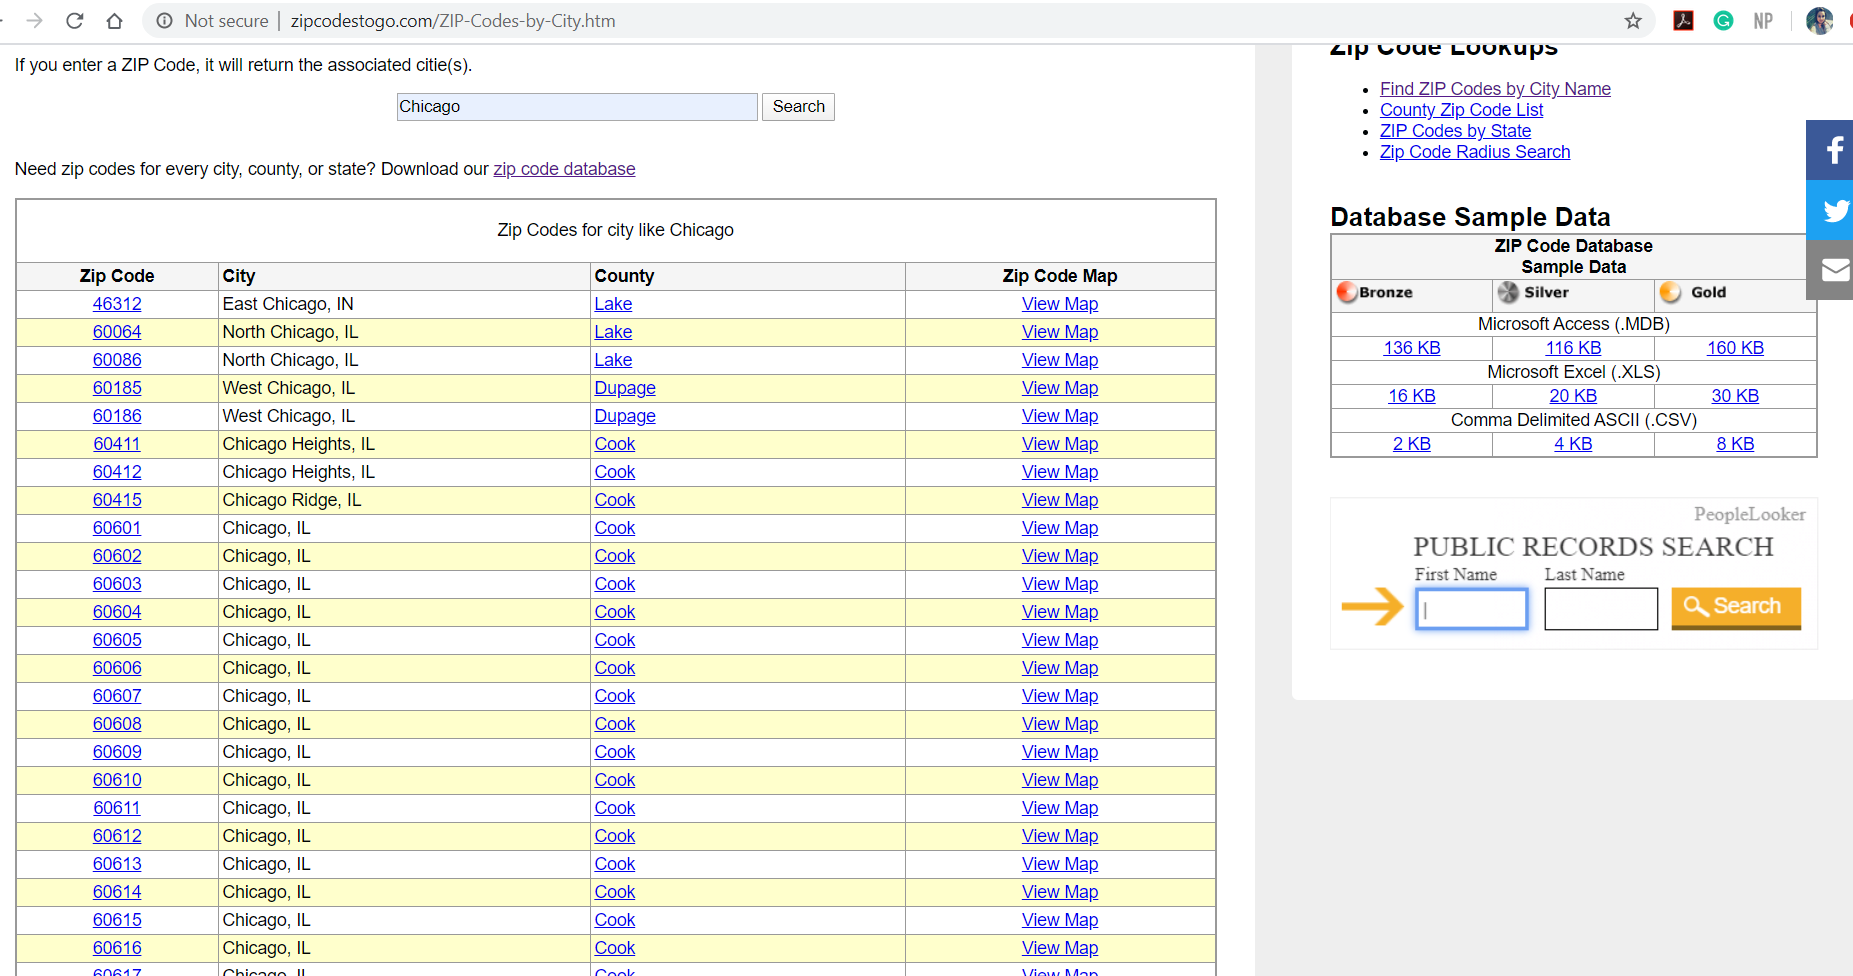 Not secure | zipcodestogo.com/ZIP-Codes-by-City.htm
NP
If you enter a ZIP Code, it will return the associated citie(s).
Chicago Search
Need zip codes for every city, county, or state? Download our zip code database
Zip Codes for city like Chicago
Zip Code City County Zip Code Map
46312 East Chicago, IN Lake View Map
60064 North Chicago, IL Lake View Map
60086 North Chicago, IL Lake View Map
60185 West Chicago, IL Dupage View Map
60186 West Chicago, IL Dupage View Map
60411 Chicago Heights, IL Cook View Map
60412 Chicago Heights, IL Cook View Map
60415 Chicago Ridge, IL Cook View Map
60601 Chicago, IL Cook View Map
60602 Chicago, IL Cook View Map
60603 Chicago, IL Cook View Map
60604 Chicago, IL Cook View Map
60605 Chicago, IL Cook View Map
60606 Chicago, IL Cook View Map
60607 Chicago, IL Cook View Map
60608 Chicago, IL Cook View Map
60609 Chicago, IL Cook View Map
60610 Chicago, IL Cook View Map
60611 Chicago, IL Cook View Map
60612 Chicago, IL Cook View Map
60613 Chicago, IL Cook View Map
60614 Chicago, IL Cook View Map
60615 Chicago, IL Cook View Map
60616 Chicago, IL Cook View Map
60617 Chicago, IL Cook View Map
Zip Code Lookups
Find ZIP Codes by City Name
County Zip Code List
ZIP Codes by State
Zip Code Radius Search
Database Sample Data
ZIP Code Database
Sample Data
Bronze Silver Gold
Microsoft Access (.MDB)
136 KB 116 KB 160 KB
Microsoft Excel (.XLS)
16 KB 20 KB 30 KB
Comma Delimited ASCII (.CSV)
2 KB 4 KB 8 KB
PeopleLooker
PUBLIC RECORDS SEARCH
First Name Last Name
Search